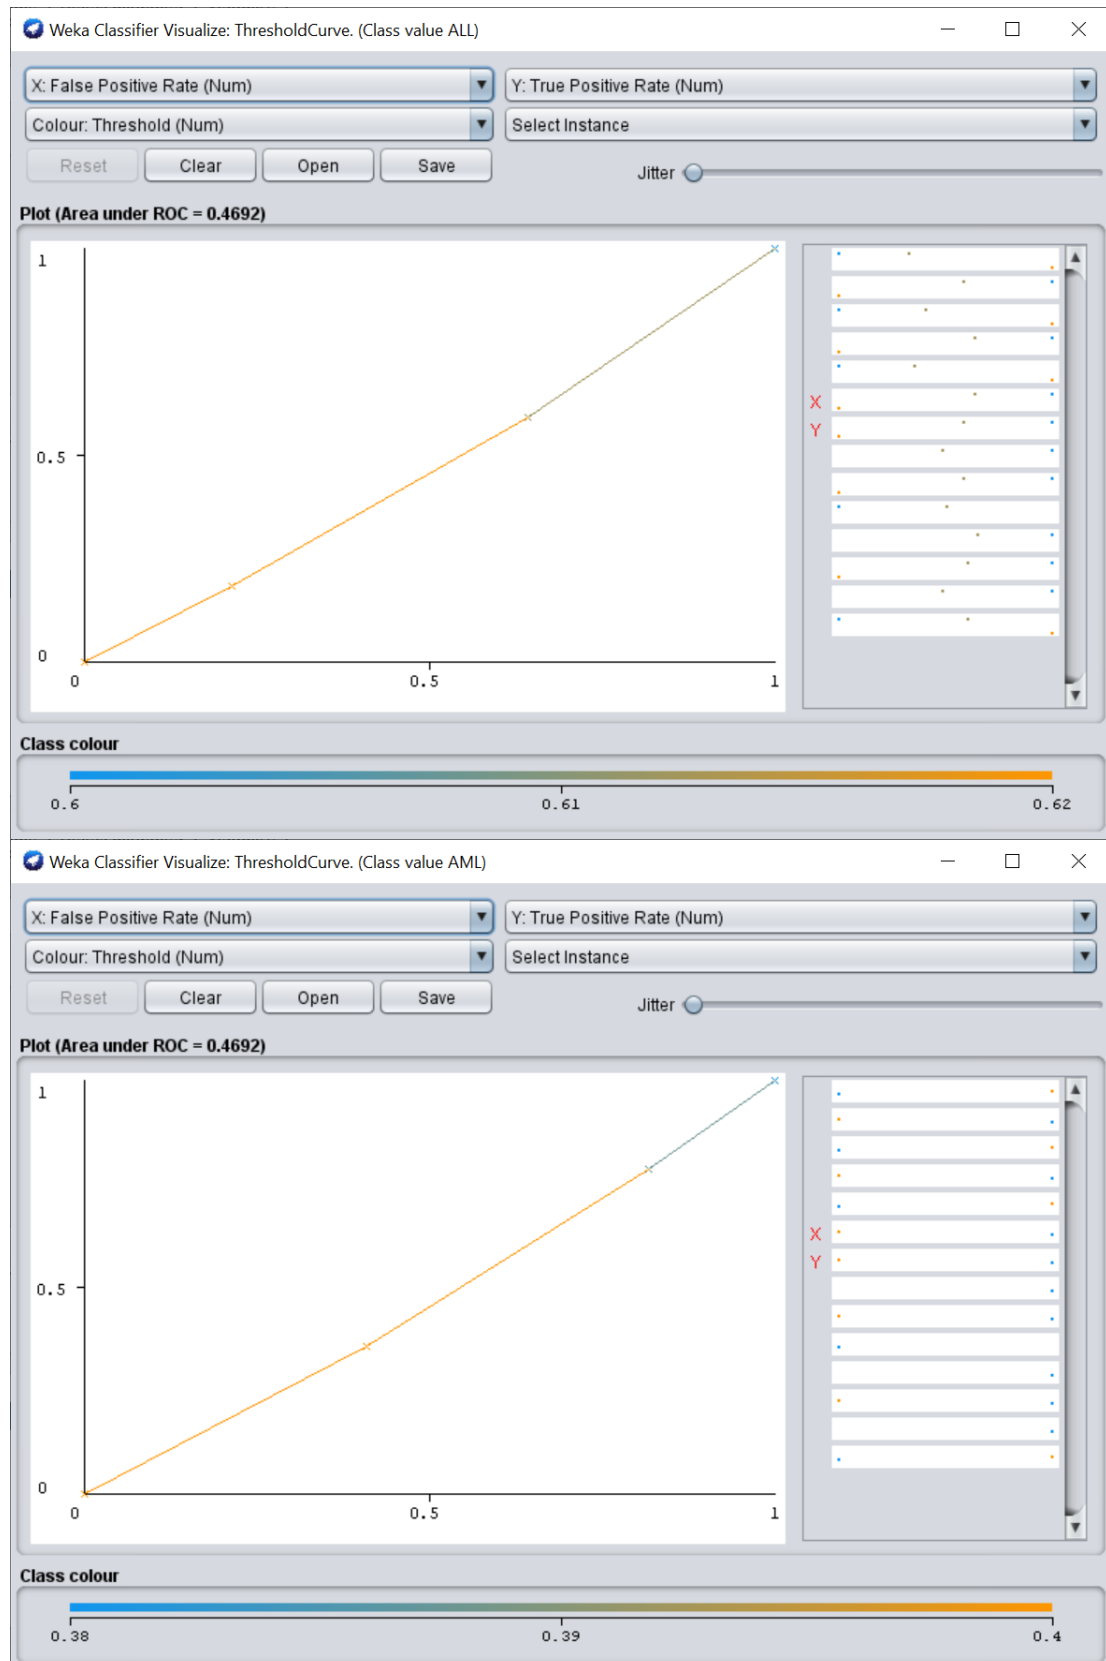 Weka Classifier Visualize: ThresholdCurve. (Class value ALL)
X: False Positive Rate (Num) Y: True Positive Rate (Num)
Colour: Threshold (Num) Select Instance
Reset Clear Open Save Jitter
Plot (Area under ROC = 0.4692)
1
0.5
0
0 0.5 1
X
Y
Class colour
0.6 0.61 0.62
Weka Classifier Visualize: ThresholdCurve. (Class value AML)
X: False Positive Rate (Num) Y: True Positive Rate (Num)
Colour: Threshold (Num) Select Instance
Reset Clear Open Save Jitter
Plot (Area under ROC = 0.4692)
1
0.5
0
0 0.5 1
X
Y
Class colour
0.38 0.39 0.4